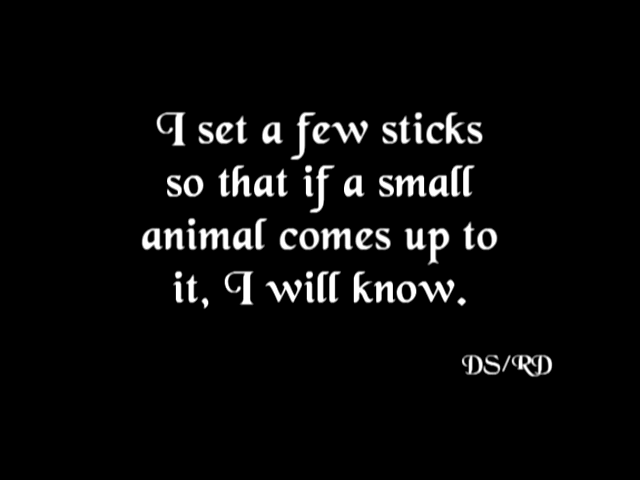 I set a few sticks
so that if a small
animal comes up to
it, I will know.
DS/RD